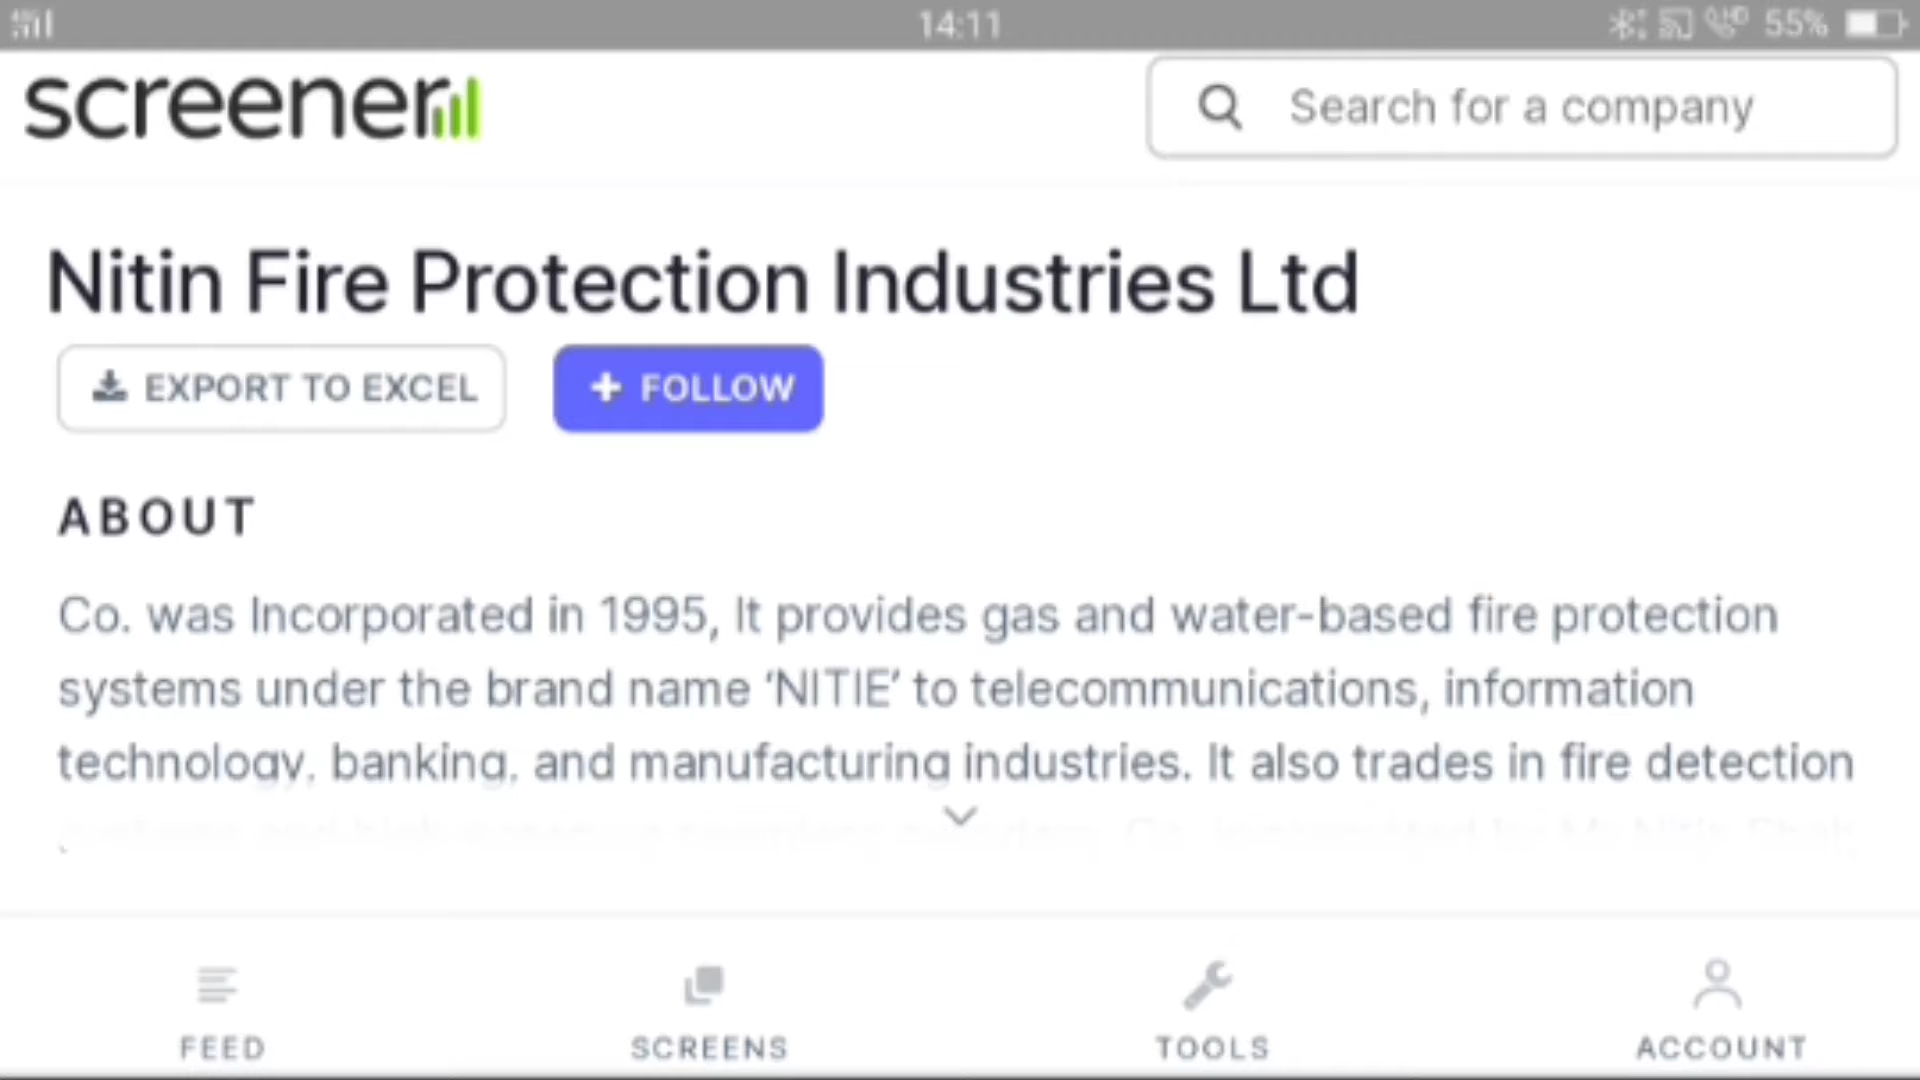 14:11
55%
screener
Search for a company
Nitin Fire Protection Industries Ltd
EXPORT TO EXCEL
+ FOLLOW
ABOUT
Co. was Incorporated in 1995, It provides gas and water-based fire protection
systems under the brand name ‘NITIE’ to telecommunications, information
technology, banking, and manufacturing industries. It also trades in fire detection
FEED
SCREENS
TOOLS
ACCOUNT